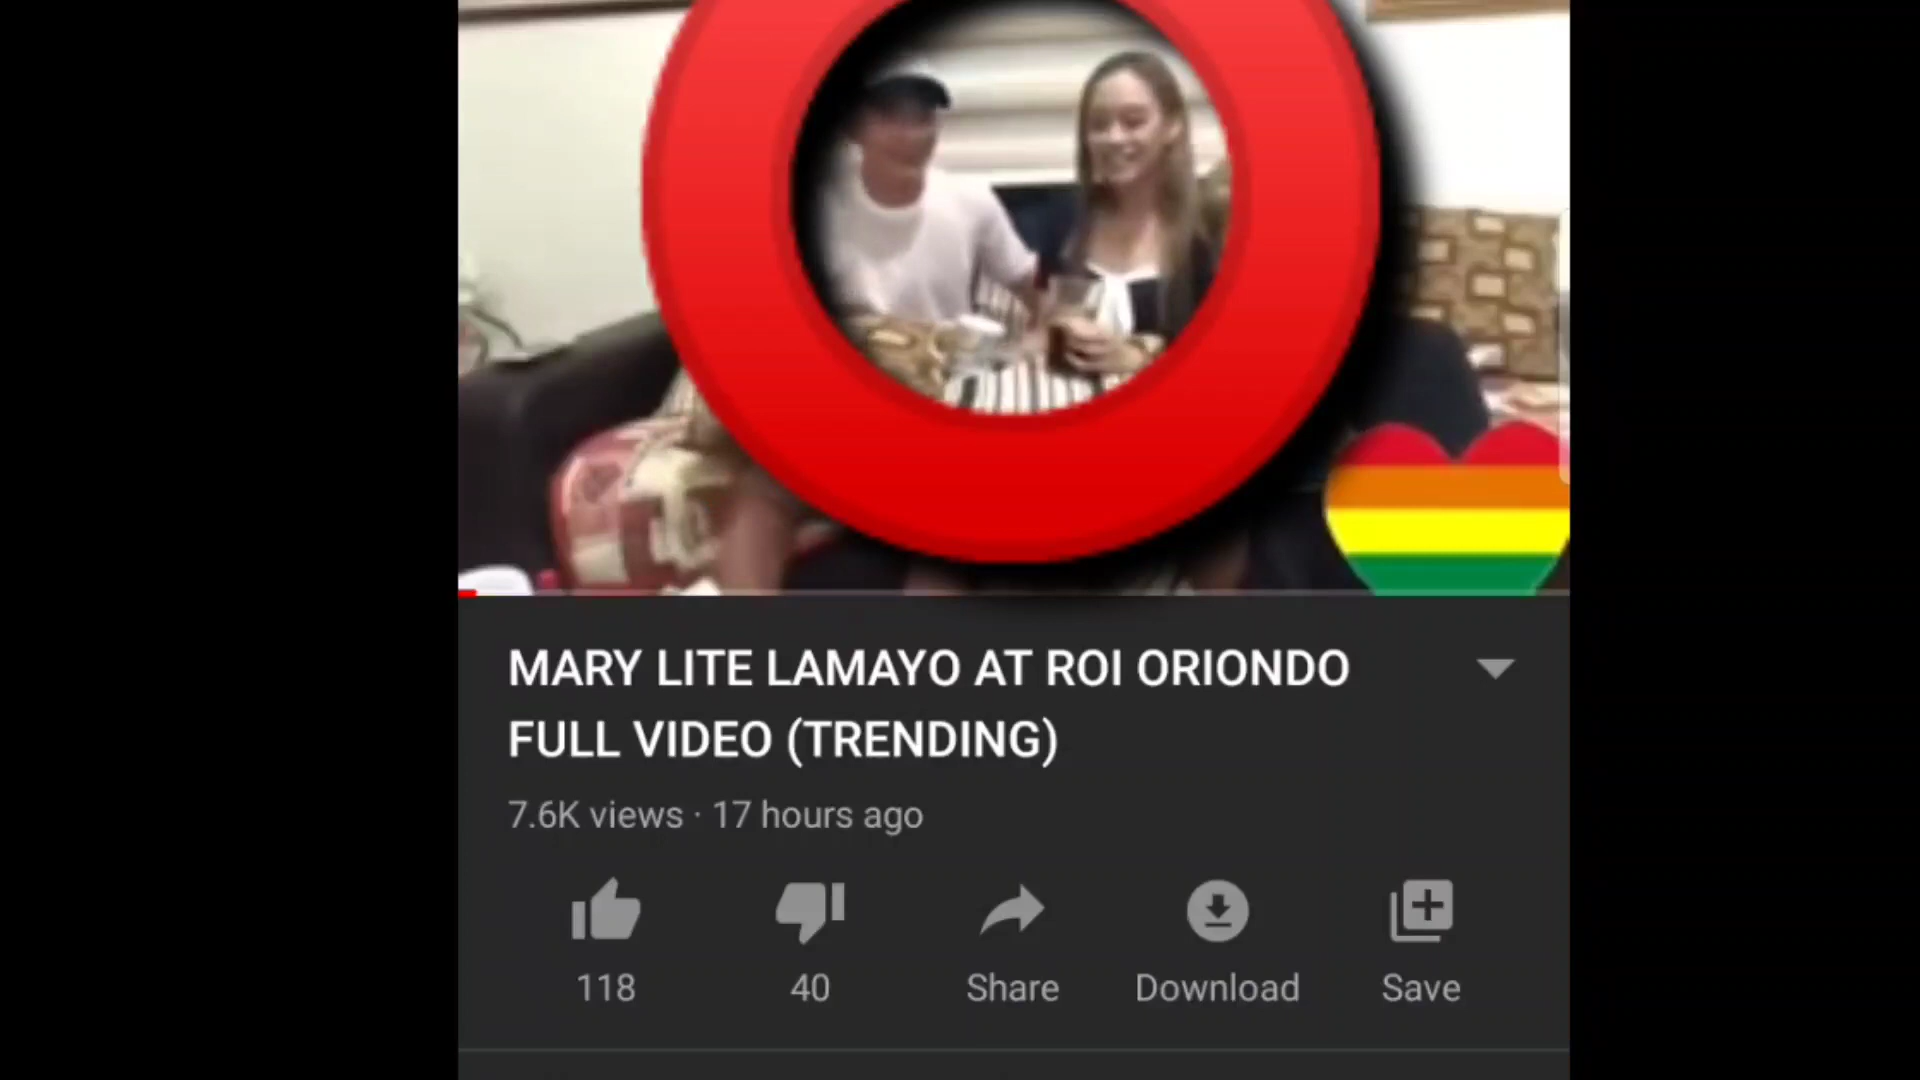 MARY LITE LAMAYO AT ROI ORIONDO
FULL VIDEO (TRENDING)
7.6K views · 17 hours ago
118
40
Share
Download
Save